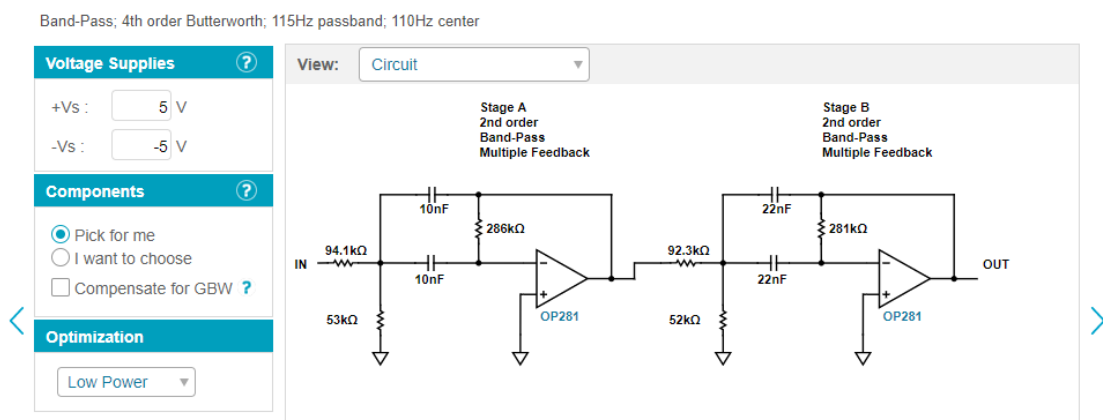 Band-Pass; 4th order Butterworth; 115Hz passband; 110Hz center
Voltage Supplies ?
+Vs : 5 V
-Vs : -5 V
Components ?
Pick for me
I want to choose
Compensate for GBW ?
Optimization
Low Power
View: Circuit
Stage A
2nd order
Band-Pass
Multiple Feedback
10nF
286kΩ
94.1kΩ
IN
10nF
53kΩ
OP281
Stage B
2nd order
Band-Pass
Multiple Feedback
22nF
281kΩ
92.3kΩ
OUT
22nF
52kΩ
OP281